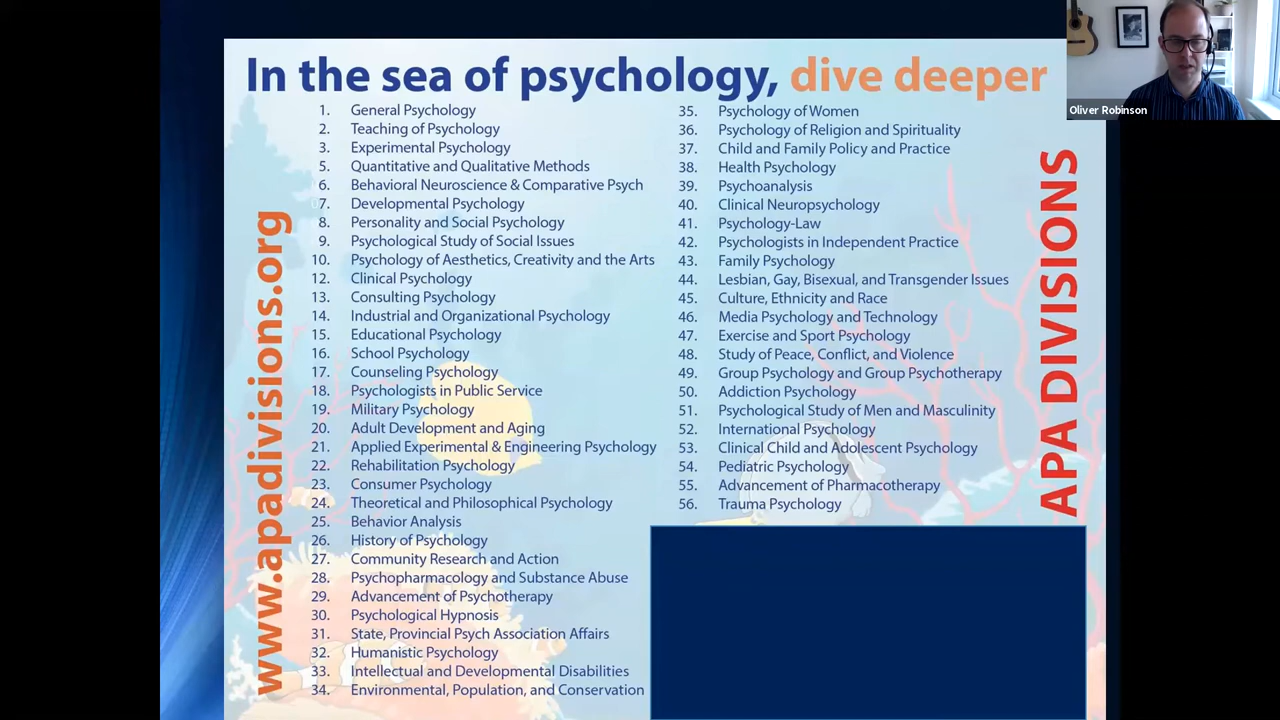 In the sea of psychology, dive deeper
1. General Psychology
2. Teaching of Psychology
3. Experimental Psychology
5. Quantitative and Qualitative Methods
6. Behavioral Neuroscience & Comparative Psych
7. Developmental Psychology
8. Personality and Social Psychology
9. Psychological Study of Social Issues
10. Psychology of Aesthetics, Creativity and the Arts
12. Clinical Psychology
13. Consulting Psychology
14. Industrial and Organizational Psychology
15. Educational Psychology
16. School Psychology
17. Counseling Psychology
18. Psychologists in Public Service
19. Military Psychology
20. Adult Development and Aging
21. Applied Experimental & Engineering Psychology
22. Rehabilitation Psychology
23. Consumer Psychology
24. Theoretical and Philosophical Psychology
25. Behavior Analysis
26. History of Psychology
27. Community Research and Action
28. Psychopharmacology and Substance Abuse
29. Advancement of Psychotherapy
30. Psychological Hypnosis
31. State, Provincial Psych Association Affairs
32. Humanistic Psychology
33. Intellectual and Developmental Disabilities
34. Environmental, Population, and Conservation
35. Psychology of Women
36. Psychology of Religion and Spirituality
37. Child and Family Policy and Practice
38. Health Psychology
39. Psychoanalysis
40. Clinical Neuropsychology
41. Psychology-Law
42. Psychologists in Independent Practice
43. Family Psychology
44. Lesbian, Gay, Bisexual, and Transgender Issues
45. Culture, Ethnicity and Race
46. Media Psychology and Technology
47. Exercise and Sport Psychology
48. Study of Peace, Conflict, and Violence
49. Group Psychology and Group Psychotherapy
50. Addiction Psychology
51. Psychological Study of Men and Masculinity
52. International Psychology
53. Clinical Child and Adolescent Psychology
54. Pediatric Psychology
55. Advancement of Pharmacotherapy
56. Trauma Psychology
www.apadivisions.org
APA DIVISIONS
Oliver Robinson